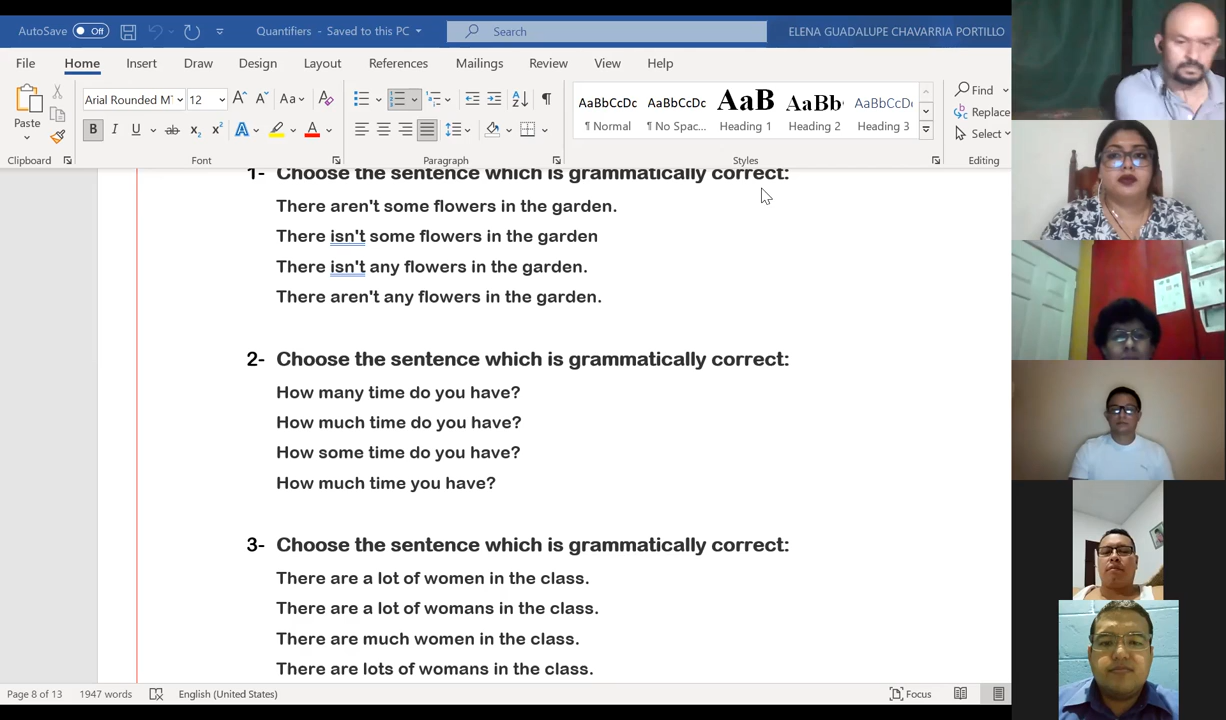 AutoSave Off Quantifiers - Saved to this PC Search ELENA GUADALUPE CHAVARRIA PORTILLO
File Home Insert Draw Design Layout References Mailings Review View Help
Paste
Arial Rounded M 12
AaBbCcDc AaBbCcDc AaB AaBb AaBbCcDc
¶ Normal ¶ No Spac... Heading 1 Heading 2 Heading 3
Find
Replace
Select
Clipboard Font Paragraph Styles Editing
1- Choose the sentence which is grammatically correct:
There aren't some flowers in the garden.
There isn't some flowers in the garden
There isn't any flowers in the garden.
There aren't any flowers in the garden.
2- Choose the sentence which is grammatically correct:
How many time do you have?
How much time do you have?
How some time do you have?
How much time you have?
3- Choose the sentence which is grammatically correct:
There are a lot of women in the class.
There are a lot of womans in the class.
There are much women in the class.
There are lots of womans in the class.
Page 8 of 13 1947 words English (United States) Focus